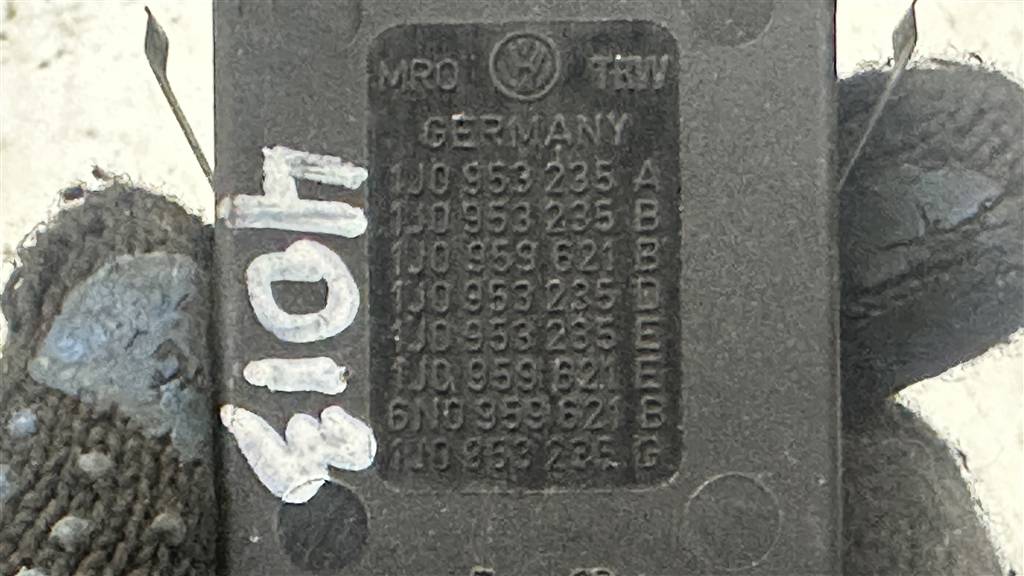 MRO VW TRW
GERMANY
1J0 953 235 A
1J0 953 235 B
1J0 959 621 B
1J0 953 235 D
1J0 953 235 E
1J0 959 621 E
6N0 959 621 B
1J0 953 235 G
4013